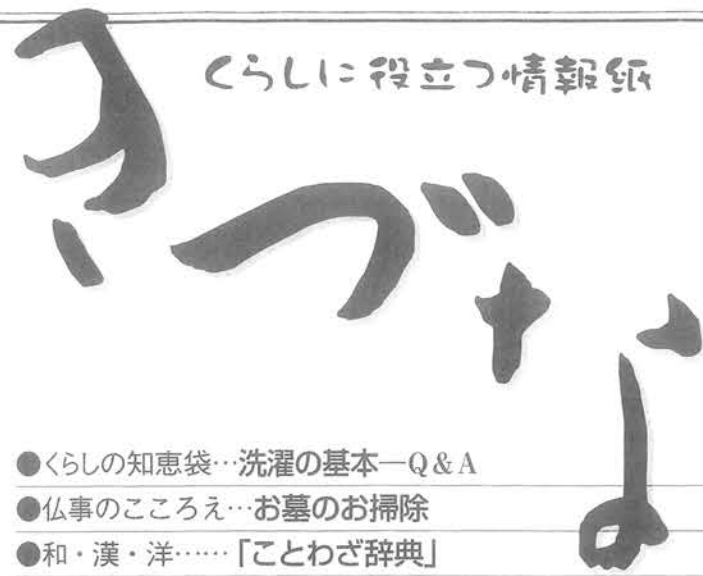 くらしに役立つ情報紙
きづな
●くらしの知恵袋…洗濯の基本―Q&A
●仏事のこころえ…お墓のお掃除
●和・漢・洋……「ことわざ辞典」